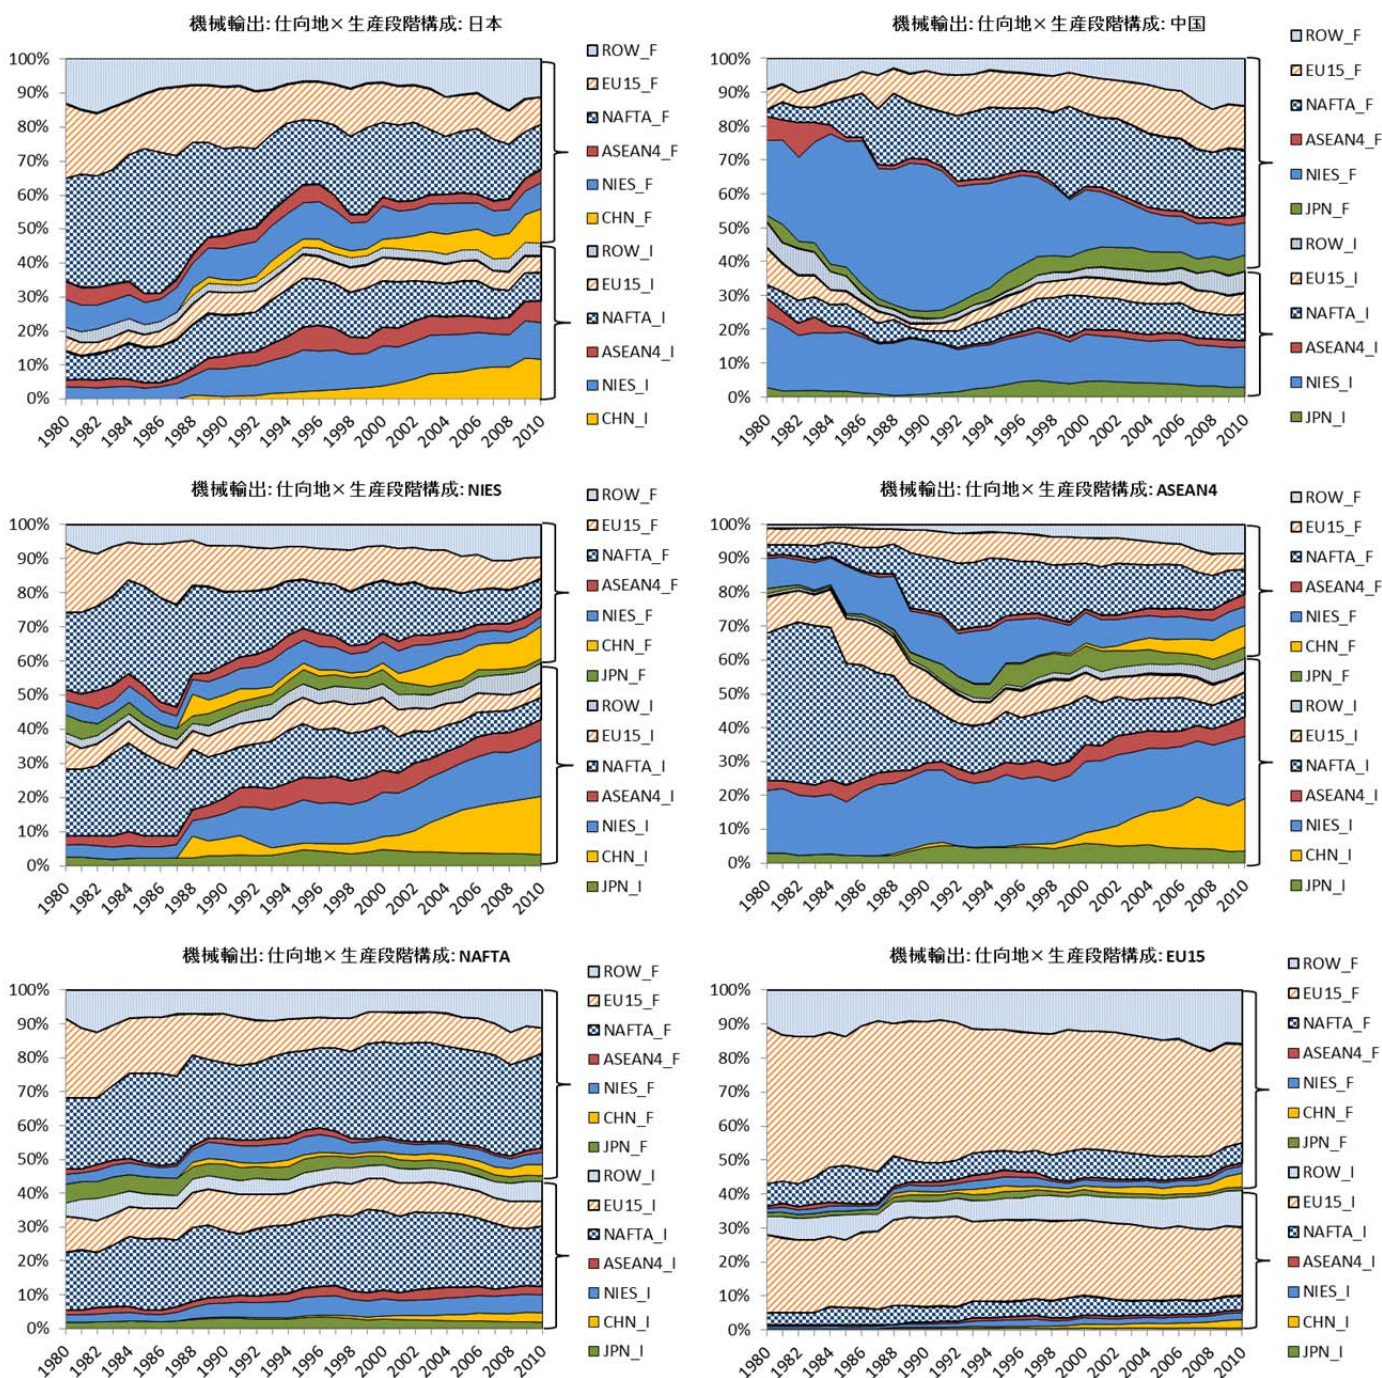 機械輸出: 仕向地×生産段階構成: 日本
100%
90%
80%
70%
60%
50%
40%
30%
20%
10%
0%
1980
1982
1984
1986
1988
1990
1992
1994
1996
1998
2000
2002
2004
2006
2008
2010
ROW_F
EU15_F
NAFTA_F
ASEAN4_F
NIES_F
CHN_F
ROW_I
EU15_I
NAFTA_I
ASEAN4_I
NIES_I
CHN_I
機械輸出: 仕向地×生産段階構成: 中国
100%
90%
80%
70%
60%
50%
40%
30%
20%
10%
0%
1980
1982
1984
1986
1988
1990
1992
1994
1996
1998
2000
2002
2004
2006
2008
2010
ROW_F
EU15_F
NAFTA_F
ASEAN4_F
NIES_F
JPN_F
ROW_I
EU15_I
NAFTA_I
ASEAN4_I
NIES_I
JPN_I
機械輸出: 仕向地×生産段階構成: NIES
100%
90%
80%
70%
60%
50%
40%
30%
20%
10%
0%
1980
1982
1984
1986
1988
1990
1992
1994
1996
1998
2000
2002
2004
2006
2008
2010
ROW_F
EU15_F
NAFTA_F
ASEAN4_F
NIES_F
CHN_F
JPN_F
ROW_I
EU15_I
NAFTA_I
ASEAN4_I
NIES_I
CHN_I
JPN_I
機械輸出: 仕向地×生産段階構成: ASEAN4
100%
90%
80%
70%
60%
50%
40%
30%
20%
10%
0%
1980
1982
1984
1986
1988
1990
1992
1994
1996
1998
2000
2002
2004
2006
2008
2010
ROW_F
EU15_F
NAFTA_F
ASEAN4_F
NIES_F
CHN_F
JPN_F
ROW_I
EU15_I
NAFTA_I
ASEAN4_I
NIES_I
CHN_I
JPN_I
機械輸出: 仕向地×生産段階構成: NAFTA
100%
90%
80%
70%
60%
50%
40%
30%
20%
10%
0%
1980
1982
1984
1986
1988
1990
1992
1994
1996
1998
2000
2002
2004
2006
2008
2010
ROW_F
EU15_F
NAFTA_F
ASEAN4_F
NIES_F
CHN_F
JPN_F
ROW_I
EU15_I
NAFTA_I
ASEAN4_I
NIES_I
CHN_I
JPN_I
機械輸出: 仕向地×生産段階構成: EU15
100%
90%
80%
70%
60%
50%
40%
30%
20%
10%
0%
1980
1982
1984
1986
1988
1990
1992
1994
1996
1998
2000
2002
2004
2006
2008
2010
ROW_F
EU15_F
NAFTA_F
ASEAN4_F
NIES_F
CHN_F
JPN_F
ROW_I
EU15_I
NAFTA_I
ASEAN4_I
NIES_I
CHN_I
JPN_I